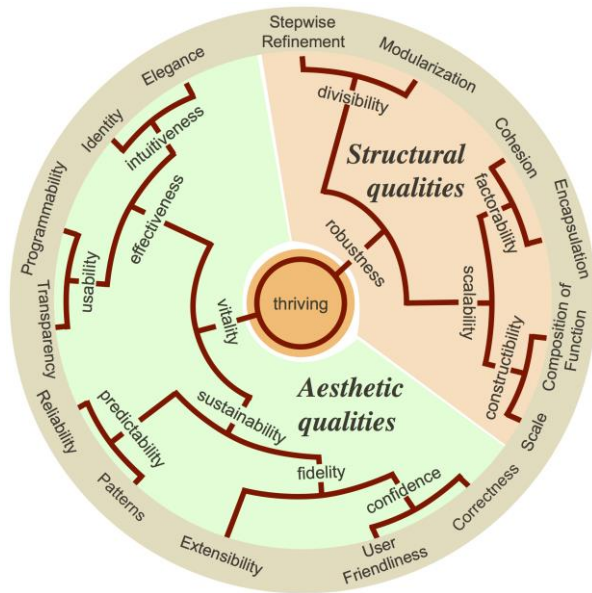 Stepwise
Refinement
Modularization
Elegance
divisibility
Identity
intuitiveness
Structural
qualities
Cohesion
factorability
Encapsulation
Programmability
effectiveness
robustness
scalability
usability
Transparency
vitality
thriving
Composition of
Function
constructibility
Aesthetic
qualities
sustainability
predictability
Reliability
Scale
fidelity
confidence
Correctness
Patterns
Extensibility
User
Friendliness